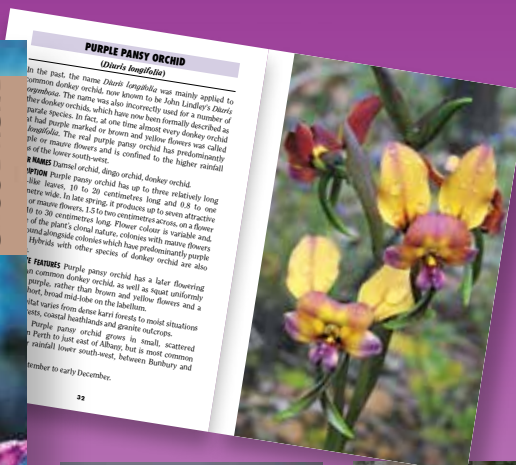 PURPLE PANSY ORCHID
(Diuris longifolia)
In the past, the name Diuris longifolia was mainly applied to
common donkey orchid, now known to be John Lindley's Diuris
corymbosa. The name was also incorrectly used for a number of
other donkey orchids, which have now been formally described as
separate species. In fact, at one time almost every donkey orchid
that had purple marked or brown and yellow flowers was called
longifolia. The real purple pansy orchid has predominantly
purple or mauve flowers and is confined to the higher rainfall
of the lower south-west.
NAMES Damsel orchid, dingo orchid, donkey orchid.
Purple pansy orchid has up to three relatively long
-like leaves, 10 to 20 centimetres long and 0.8 to one
wide. In late spring, it produces up to seven attractive
or mauve flowers, 1.5 to two centimetres across, on a flower
10 to 30 centimetres long. Flower colour is variable and,
of the plant's clonal nature, colonies with mauve flowers
alongside colonies which have predominantly purple
Hybrids with other species of donkey orchid are also
FEATURES Purple pansy orchid has a later flowering
common donkey orchid, as well as squat uniformly
purple, rather than brown and yellow flowers and a
short, broad mid-lobe on the labellum.
varies from dense karri forests to moist situations
coastal heathlands and granite outcrops.
Purple pansy orchid grows in small, scattered
Perth to just east of Albany, but is most common
rainfall lower south-west, between Bunbury and
to early December.
32